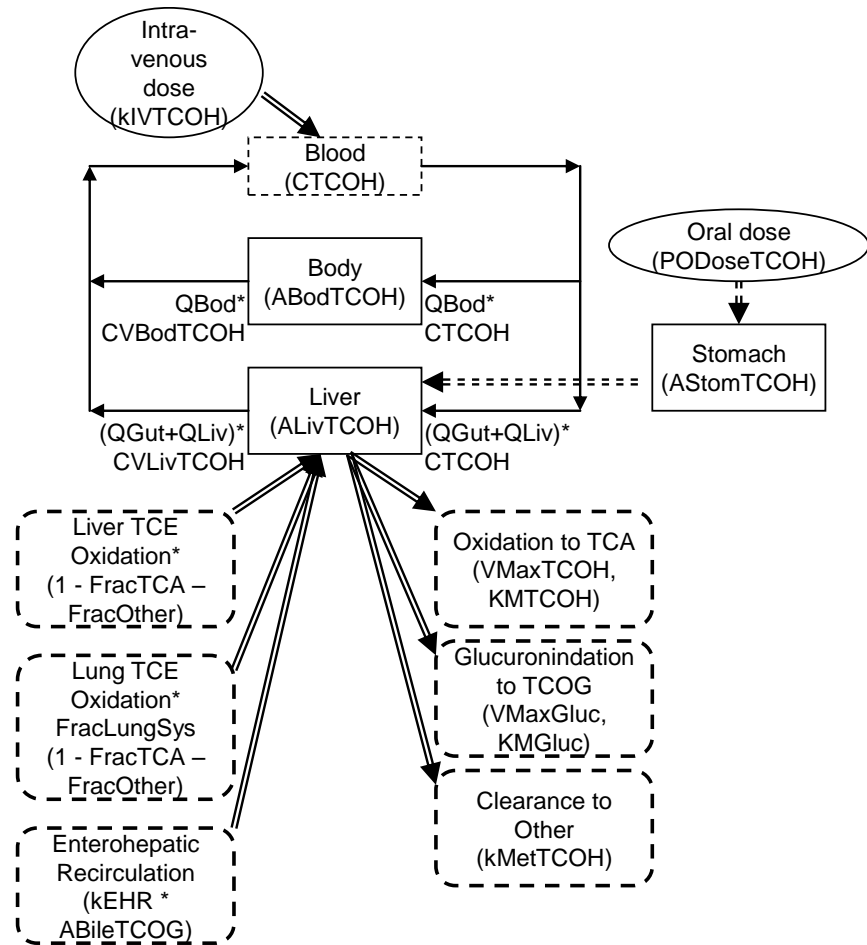 Intra-
venous
dose
(kIVTCOH)
Blood
(CTCOH)
Oral dose
(PODoseTCOH)
Body
(ABodTCOH)
QBod*
CVBodTCOH
QBod*
CTCOH
Stomach
(AStomTCOH)
Liver
(ALivTCOH)
(QGut+QLiv)*
CVLivTCOH
(QGut+QLiv)*
CTCOH
Liver TCE
Oxidation*
(1 - FracTCA –
FracOther)
Lung TCE
Oxidation*
FracLungSys
(1 - FracTCA –
FracOther)
Enterohepatic
Recirculation
(kEHR *
ABileTCOG)
Oxidation to TCA
(VMaxTCOH,
KMTCOH)
Glucuronindation
to TCOG
(VMaxGluc,
KMGluc)
Clearance to
Other
(kMetTCOH)